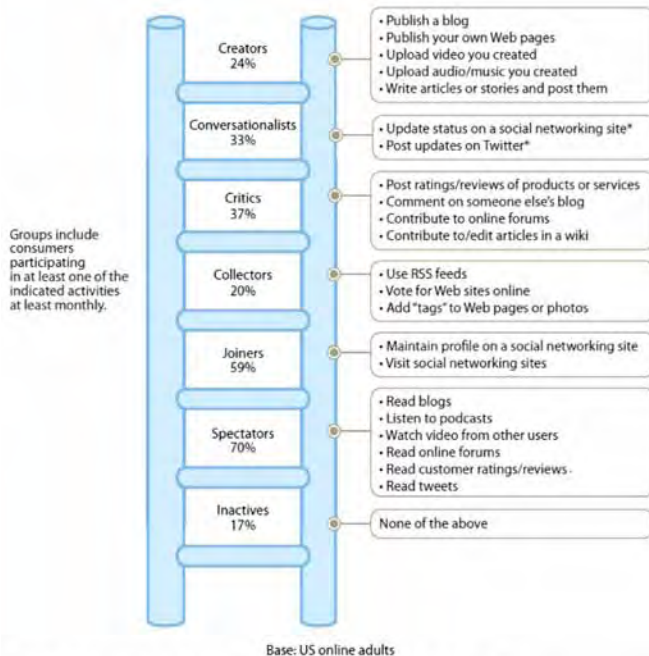 Creators
24%
• Publish a blog
• Publish your own Web pages
• Upload video you created
• Upload audio/music you created
• Write articles or stories and post them
Conversationalists
33%
• Update status on a social networking site*
• Post updates on Twitter*
Critics
37%
• Post ratings/reviews of products or services
• Comment on someone else's blog
• Contribute to online forums
• Contribute to/edit articles in a wiki
Groups include
consumers
participating
in at least one of the
indicated activities
at least monthly.
Collectors
20%
• Use RSS feeds
• Vote for Web sites online
• Add "tags" to Web pages or photos
Joiners
59%
• Maintain profile on a social networking site
• Visit social networking sites
Spectators
70%
• Read blogs
• Listen to podcasts
• Watch video from other users
• Read online forums
• Read customer ratings/reviews
• Read tweets
Inactives
17%
None of the above
Base: US online adults